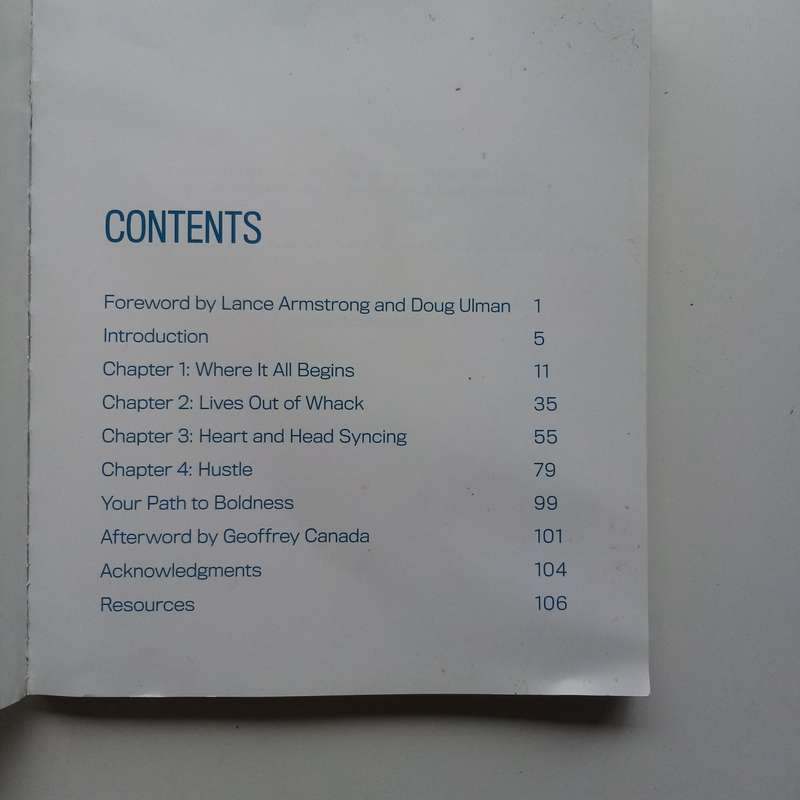 CONTENTS
Foreword by Lance Armstrong and Doug Ulman 1
Introduction 5
Chapter 1: Where It All Begins 11
Chapter 2: Lives Out of Whack 35
Chapter 3: Heart and Head Syncing 55
Chapter 4: Hustle 79
Your Path to Boldness 99
Afterword by Geoffrey Canada 101
Acknowledgments 104
Resources 106